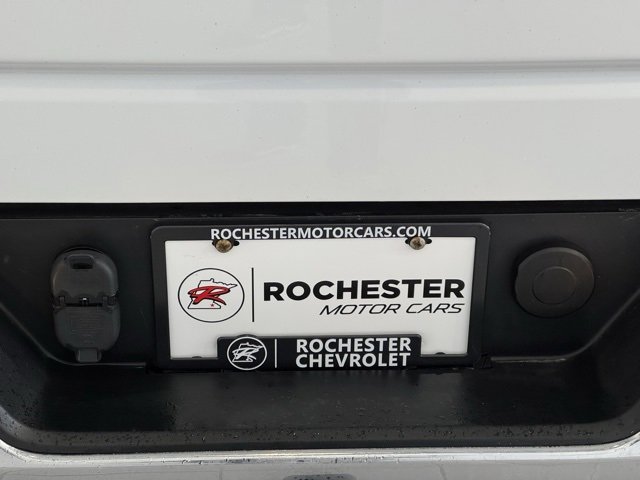 ROCHESTERMOTORCARS.COM
R
ROCHESTER
MOTOR CARS
ROCHESTER
CHEVROLET